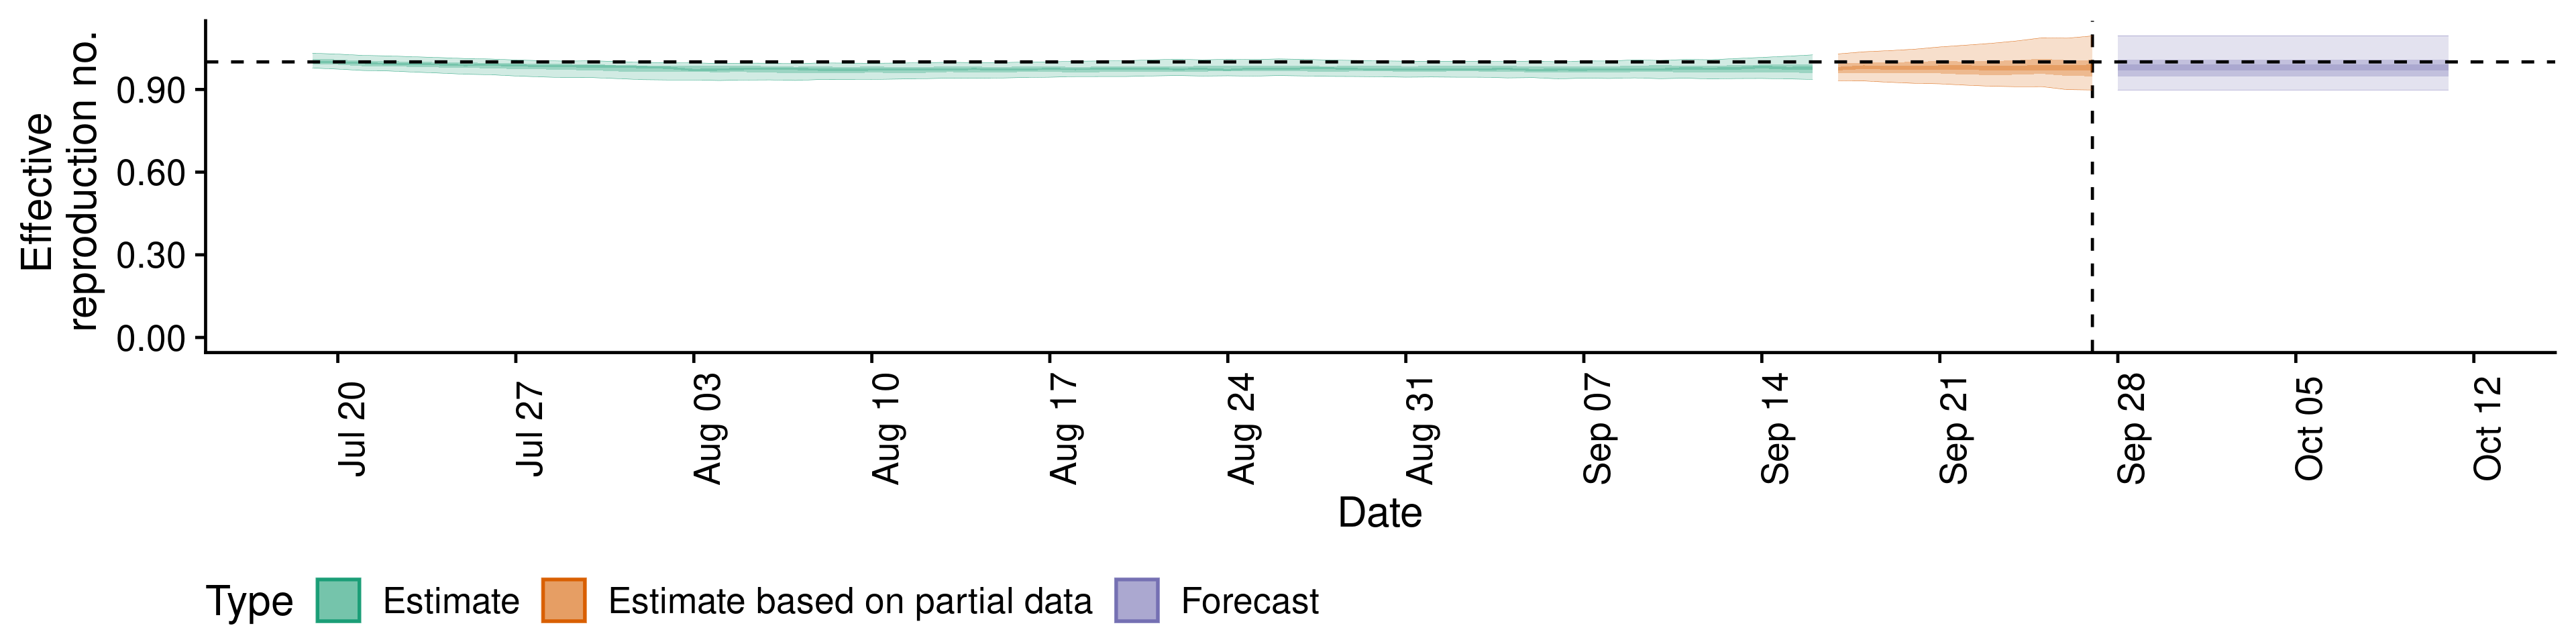 Effective
reproduction no.
0.90
0.60
0.30
0.00
Jul 20
Jul 27
Aug 03
Aug 10
Aug 17
Aug 24
Aug 31
Sep 07
Sep 14
Sep 21
Sep 28
Oct 05
Oct 12
Date
Type Estimate Estimate based on partial data Forecast